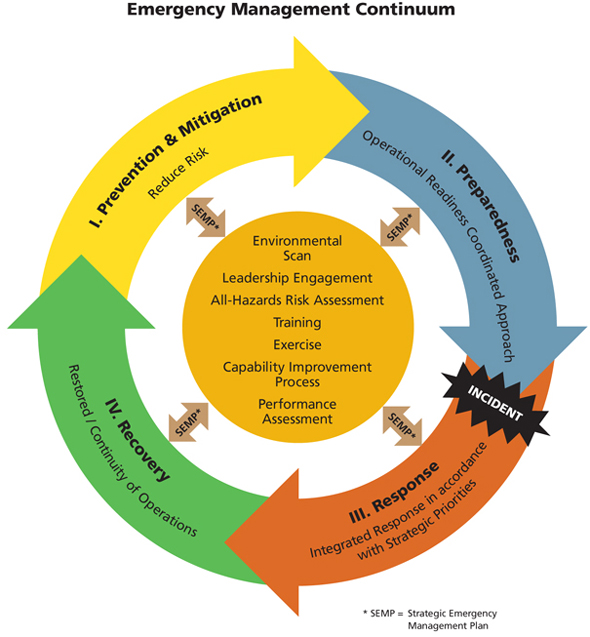 Emergency Management Continuum
I. Prevention & Mitigation
Reduce Risk
II. Preparedness
Operational Readiness Coordinated Approach
INCIDENT
III. Response
Integrated Response in accordance
with Strategic Priorities
IV. Recovery
Restored / Continuity of Operations
SEMP*
SEMP*
SEMP*
SEMP*
Environmental
Scan
Leadership Engagement
All-Hazards Risk Assessment
Training
Exercise
Capability Improvement
Process
Performance
Assessment
* SEMP = Strategic Emergency
Management Plan